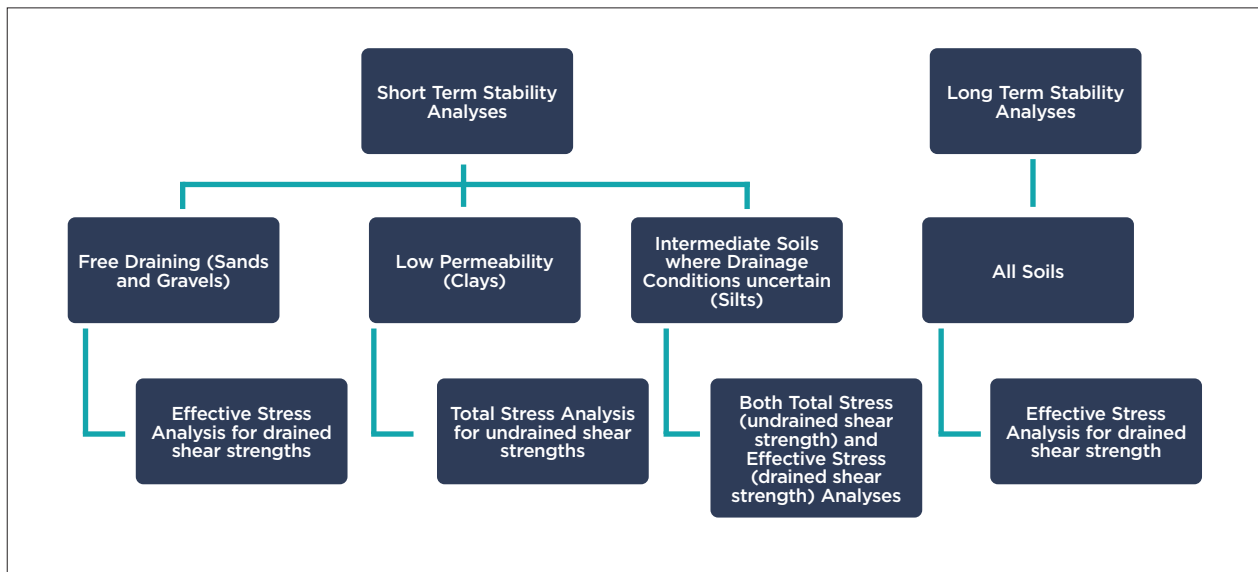 Short Term Stability
Analyses
Long Term Stability
Analyses
Free Draining (Sands
and Gravels)
Low Permeability
(Clays)
Intermediate Soils
where Drainage
Conditions uncertain
(Silts)
All Soils
Effective Stress
Analysis for drained
shear strengths
Total Stress Analysis
for undrained shear
strengths
Both Total Stress
(undrained shear
strength) and
Effective Stress
(drained shear
strength) Analyses
Effective Stress
Analysis for drained
shear strength